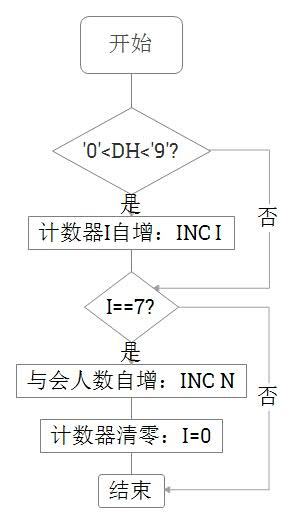 开始
'0'<DH<'9'?
是
否
计数器I自增：INC I
I==7?
是
否
与会人数自增：INC N
计数器清零：I=0
结束